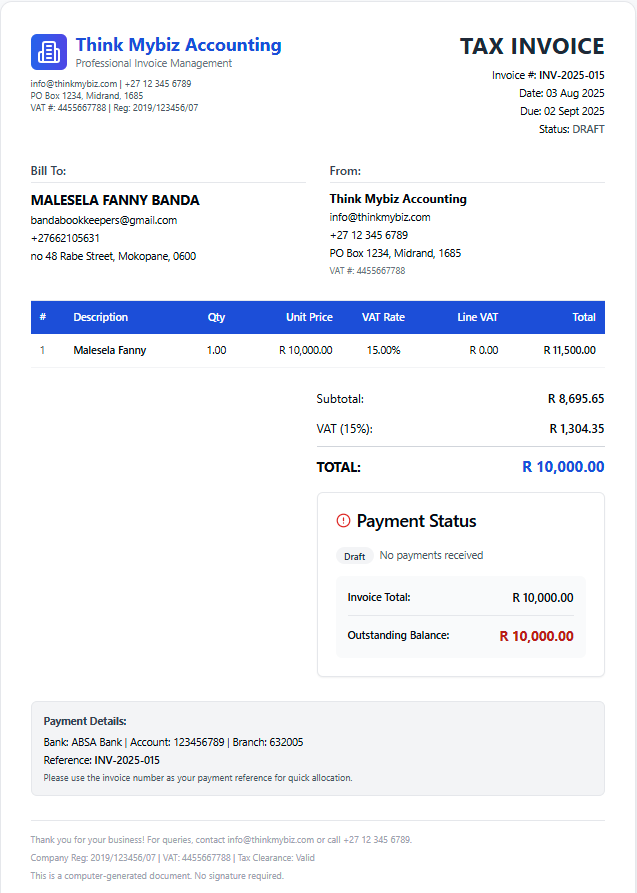 Think Mybiz Accounting
Professional Invoice Management
info@thinkmybiz.com | +27 12 345 6789
PO Box 1234, Midrand, 1685
VAT #: 4455667788 | Reg: 2019/123456/07
TAX INVOICE
Invoice #: INV-2025-015
Date: 03 Aug 2025
Due: 02 Sept 2025
Status: DRAFT
Bill To:
MALESELA FANNY BANDA
bandabookkeepers@gmail.com
+27662105631
no 48 Rabe Street, Mokopane, 0600
From:
Think Mybiz Accounting
info@thinkmybiz.com
+27 12 345 6789
PO Box 1234, Midrand, 1685
VAT #: 4455667788
# Description Qty Unit Price VAT Rate Line VAT Total
1 Malesela Fanny 1.00 R 10,000.00 15.00% R 0.00 R 11,500.00
Subtotal: R 8,695.65
VAT (15%): R 1,304.35
TOTAL: R 10,000.00
Payment Status
Draft No payments received
Invoice Total: R 10,000.00
Outstanding Balance: R 10,000.00
Payment Details:
Bank: ABSA Bank | Account: 123456789 | Branch: 632005
Reference: INV-2025-015
Please use the invoice number as your payment reference for quick allocation.
Thank you for your business! For queries, contact info@thinkmybiz.com or call +27 12 345 6789.
Company Reg: 2019/123456/07 | VAT: 4455667788 | Tax Clearance: Valid
This is a computer-generated document. No signature required.